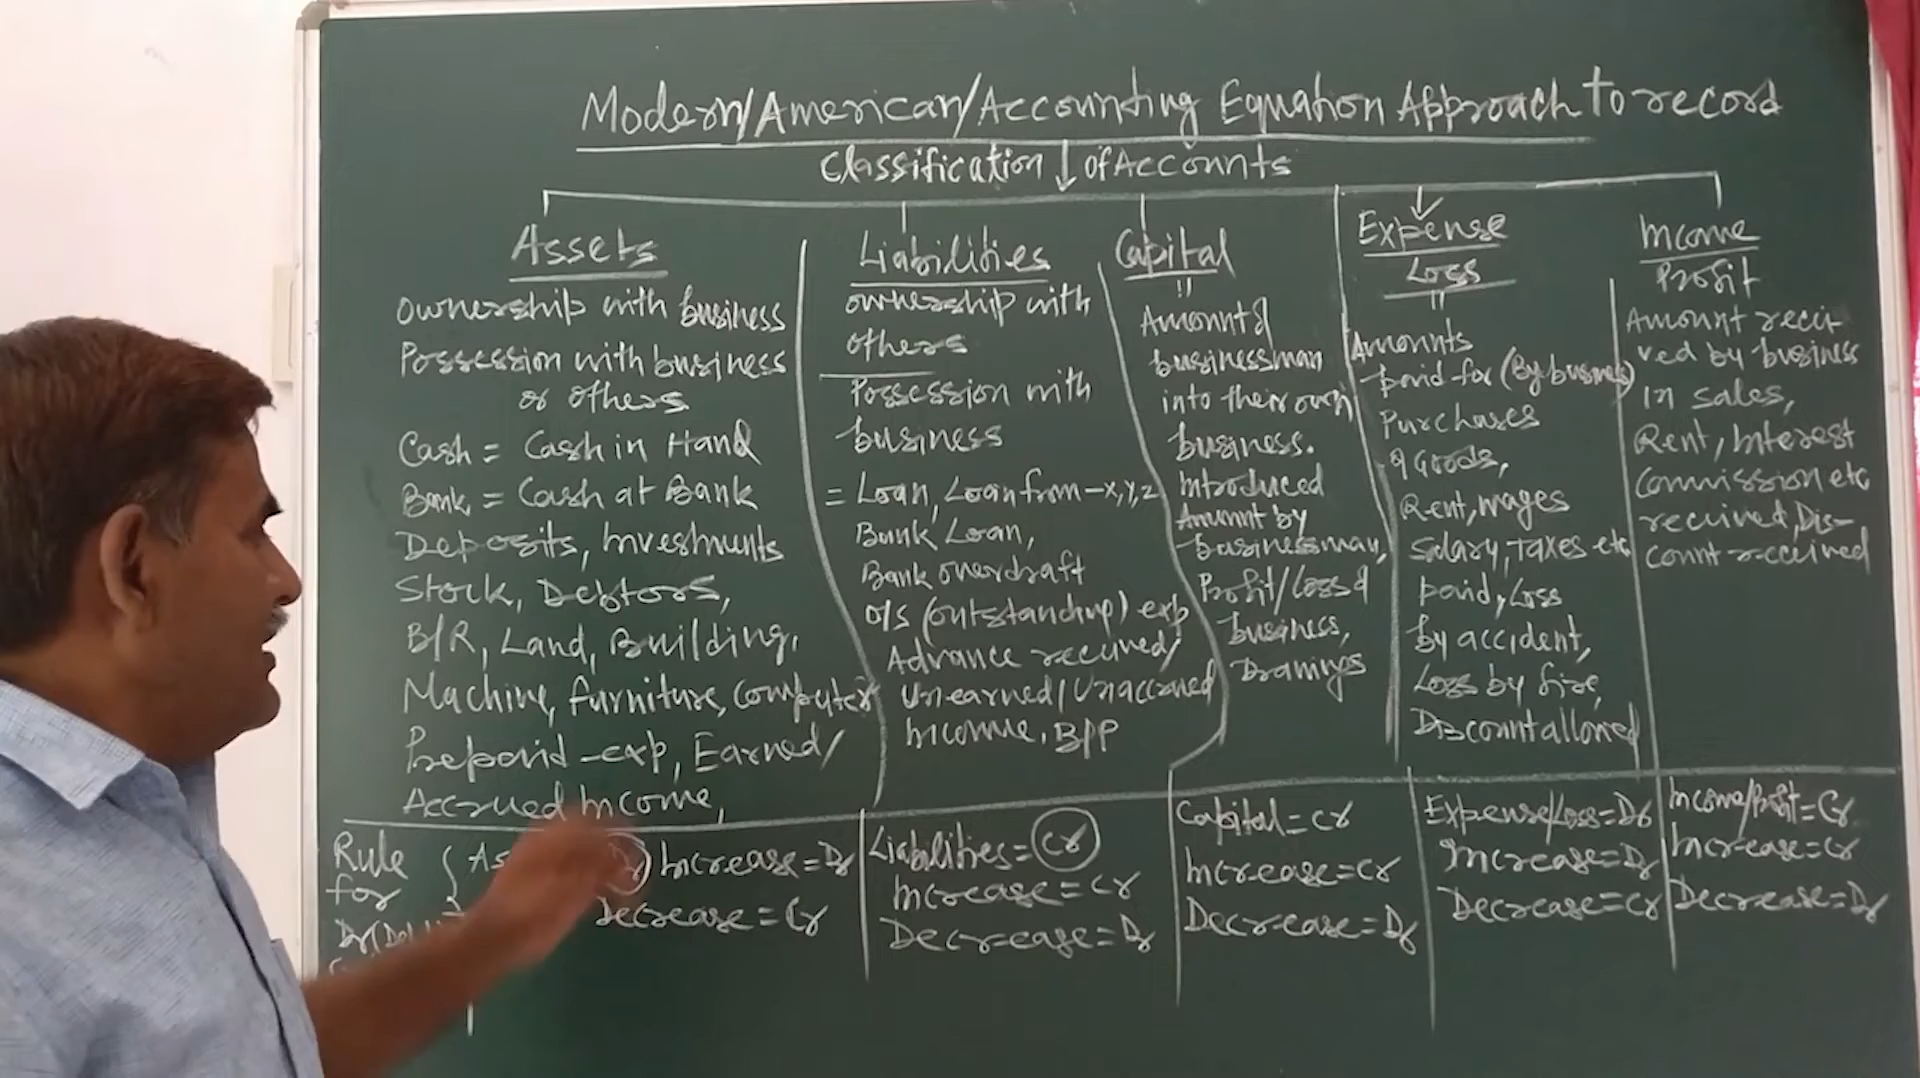 Modern/American/Accounting Equation Approach to record
Classification of Accounts
Assets
ownership with business
Possession with business
or others
Cash = Cash in Hand
Bank = Cash at Bank
Deposits, Investments
Stock, Debtors,
B/R, Land, Building,
Machine, Furniture, Computer
Prepaid-exp, Earned/
Accrued Income,
Liabilities
ownership with
others
Possession with
business
= Loan, Loan from-X,Y,Z
Bank Loan,
Bank overdraft
O/S (outstanding) exp
Advance received/
Unearned/Unaccrued
Income, B/P
Capital
Amount of
businessman
into their own
business.
Introduced
Amount by
businessman,
Profit/Loss of
business,
Drawings
Expense
Loss
Amounts
paid for (By business)
Purchases
of Goods,
Rent, wages
Salary, Taxes etc
paid, Loss
by accident,
Loss by fire,
Discount allowed
Income
Profit
Amount recie-
ved by business
in sales,
Rent, Interest
Commission etc
received, Dis-
count received
Rule
for
Dr
As
Increase = Dr
Decrease = Cr
Liabilities = Cr
Increase = Cr
Decrease = Dr
Capital = Cr
Increase = Cr
Decrease = Dr
Expense/Loss = Dr
Increase = Dr
Decrease = Cr
Income/Profit = Cr
Increase = Cr
Decrease = Dr